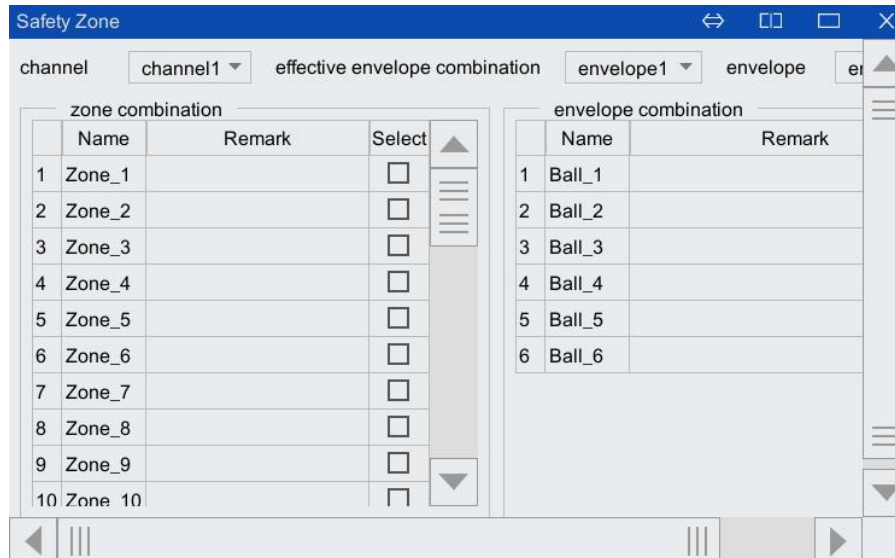 Safety Zone
channel channel1 effective envelope combination envelope1 envelope
zone combination envelope combination
Name Remark Select Name Remark
1 Zone_1 1 Ball_1
2 Zone_2 2 Ball_2
3 Zone_3 3 Ball_3
4 Zone_4 4 Ball_4
5 Zone_5 5 Ball_5
6 Zone_6 6 Ball_6
7 Zone_7
8 Zone_8
9 Zone_9
10 Zone_10